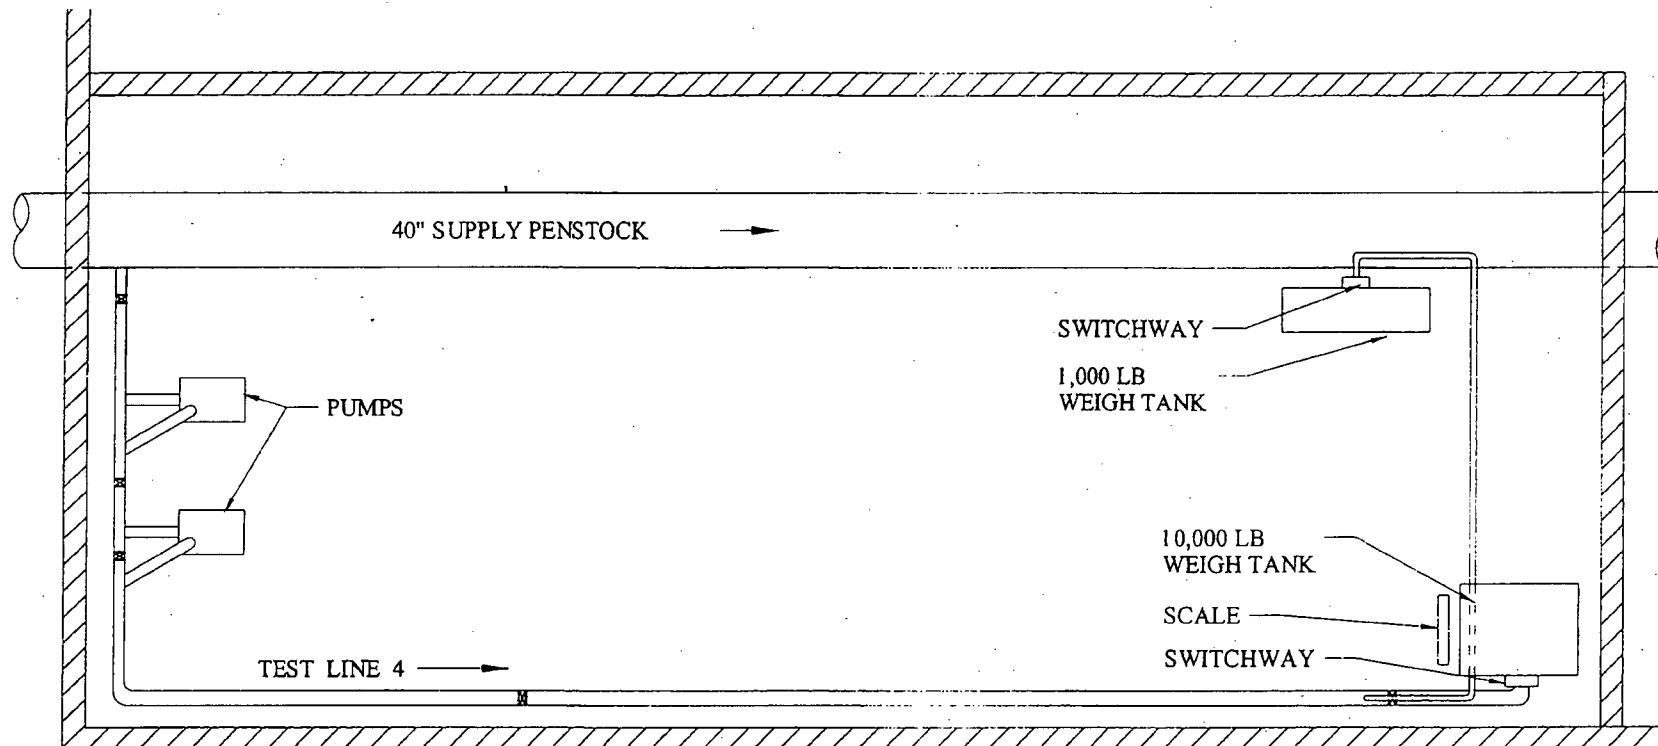 40" SUPPLY PENSTOCK
SWITCHWAY
1,000 LB
WEIGH TANK
PUMPS
10,000 LB
WEIGH TANK
SCALE
SWITCHWAY
TEST LINE 4